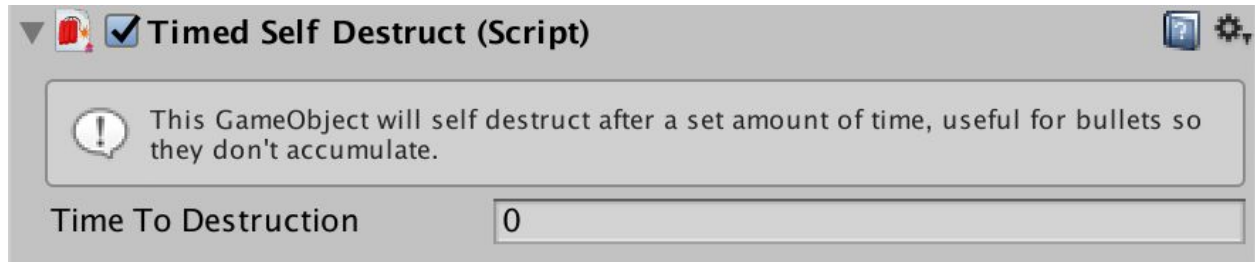 Timed Self Destruct (Script)
This GameObject will self destruct after a set amount of time, useful for bullets so
they don't accumulate.
Time To Destruction 0